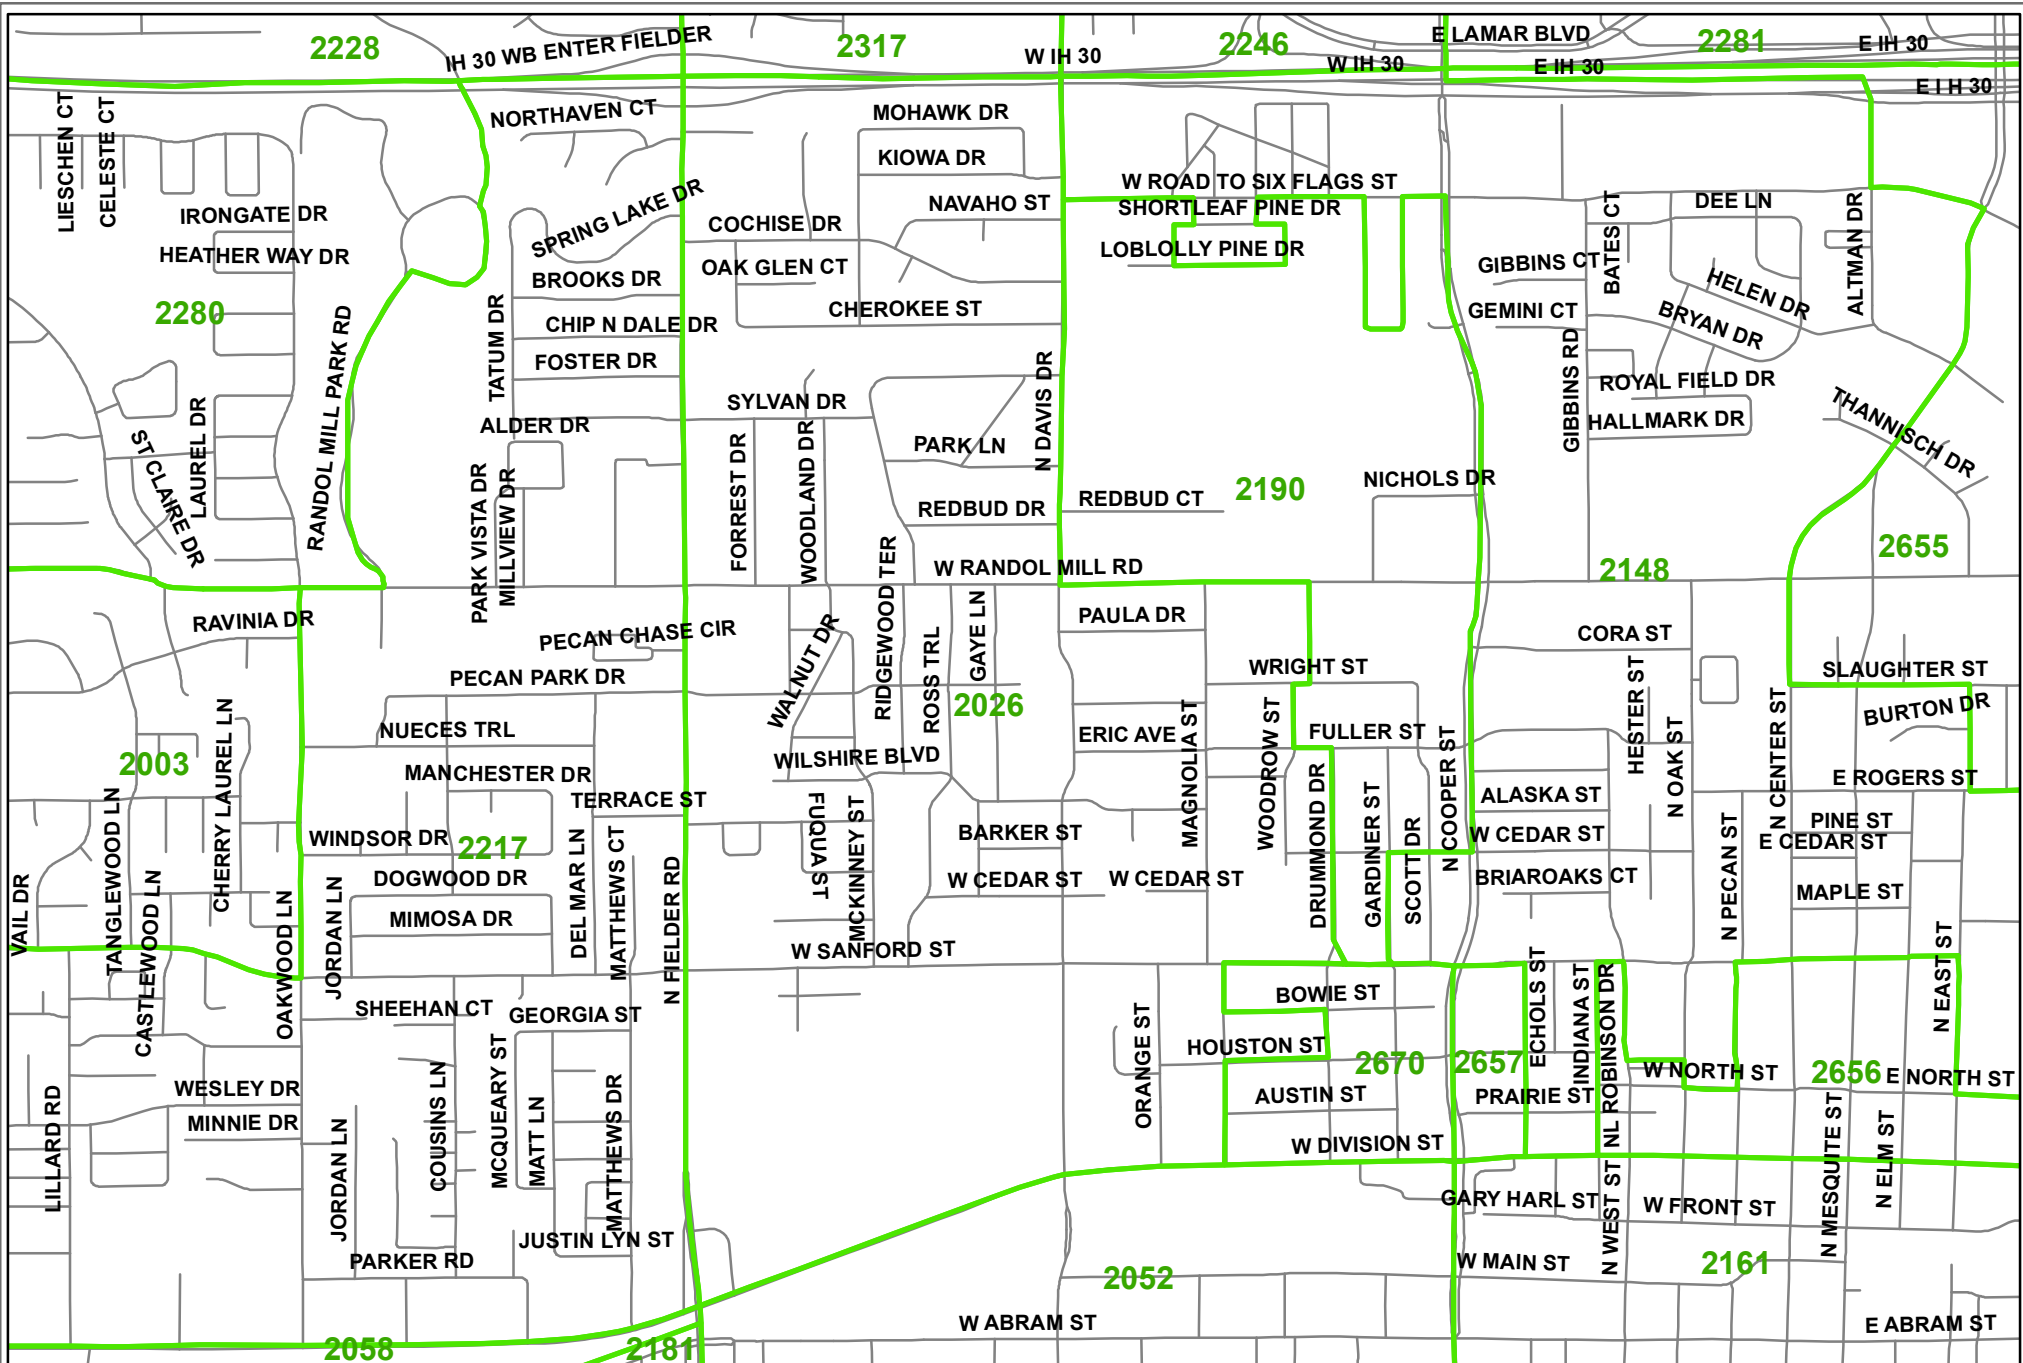 2228
IH 30 WB ENTER FIELDER
2317
W IH 30
2246
W IH 30
E LAMAR BLVD
2281
E IH 30
E IH 30
E I H 30
LIESCHEN CT
CELESTE CT
NORTHAVEN CT
MOHAWK DR
KIOWA DR
W ROAD TO SIX FLAGS ST
SHORTLEAF PINE DR
LOBLOLLY PINE DR
IRONGATE DR
HEATHER WAY DR
SPRING LAKE DR
COCHISE DR
NAVAHO ST
OAK GLEN CT
BROOKS DR
CHEROKEE ST
CHIP N DALE DR
FOSTER DR
TATUM DR
2280
RANDOL MILL PARK RD
BATES CT
DEE LN
ALTMAN DR
GIBBINS CT
GEMINI CT
HELEN DR
BRYAN DR
GIBBINS RD
ROYAL FIELD DR
HALLMARK DR
THANNISCH DR
LAUREL DR
ST CLAIRE DR
ALDER DR
SYLVAN DR
N DAVIS DR
PARK LN
PARK VISTA DR
MILLVIEW DR
FORREST DR
WOODLAND DR
REDBUD DR
REDBUD CT
2190
NICHOLS DR
2655
2148
W RANDOL MILL RD
RIDGEWOOD TER
RAVINIA DR
PECAN CHASE CIR
WALNUT DR
ROSS TRL
GAYE LN
PAULA DR
CORA ST
PECAN PARK DR
2026
WRIGHT ST
SLAUGHTER ST
BURTON DR
NUECES TRL
WILSHIRE BLVD
ERIC AVE
MAGNOLIA ST
WOODROW ST
FULLER ST
N COOPER ST
HESTER ST
N OAK ST
N CENTER ST
2003
CHERRY LAUREL LN
MANCHESTER DR
TERRACE ST
E ROGERS ST
ALASKA ST
TANGLEWOOD LN
WINDSOR DR
2217
FUQUA ST
MCKINNEY ST
BARKER ST
DRUMMOND DR
GARDINER ST
SCOTT DR
W CEDAR ST
PINE ST
E CEDAR ST
N PECAN ST
VAIL DR
CASTLEWOOD LN
DOGWOOD DR
MIMOSA DR
DEL MAR LN
MATTHEWS CT
N FIELDER RD
W CEDAR ST
W CEDAR ST
BRIAROAKS CT
MAPLE ST
OAKWOOD LN
JORDAN LN
W SANFORD ST
N EAST ST
SHEEHAN CT
GEORGIA ST
ORANGE ST
BOWIE ST
HOUSTON ST
ECHOLS ST
INDIANA ST
NL ROBINSON DR
2670
2657
W NORTH ST
2656
E NORTH ST
WESLEY DR
MINNIE DR
LILLARD RD
COUSINS LN
MCQUEARY ST
MATT LN
MATTHEWS DR
AUSTIN ST
PRAIRIE ST
W DIVISION ST
N MESQUITE ST
N ELM ST
JORDAN LN
GARY HARL ST
N WEST ST
W FRONT ST
JUSTIN LYN ST
PARKER RD
W MAIN ST
2052
2161
W ABRAM ST
E ABRAM ST
2058
2181